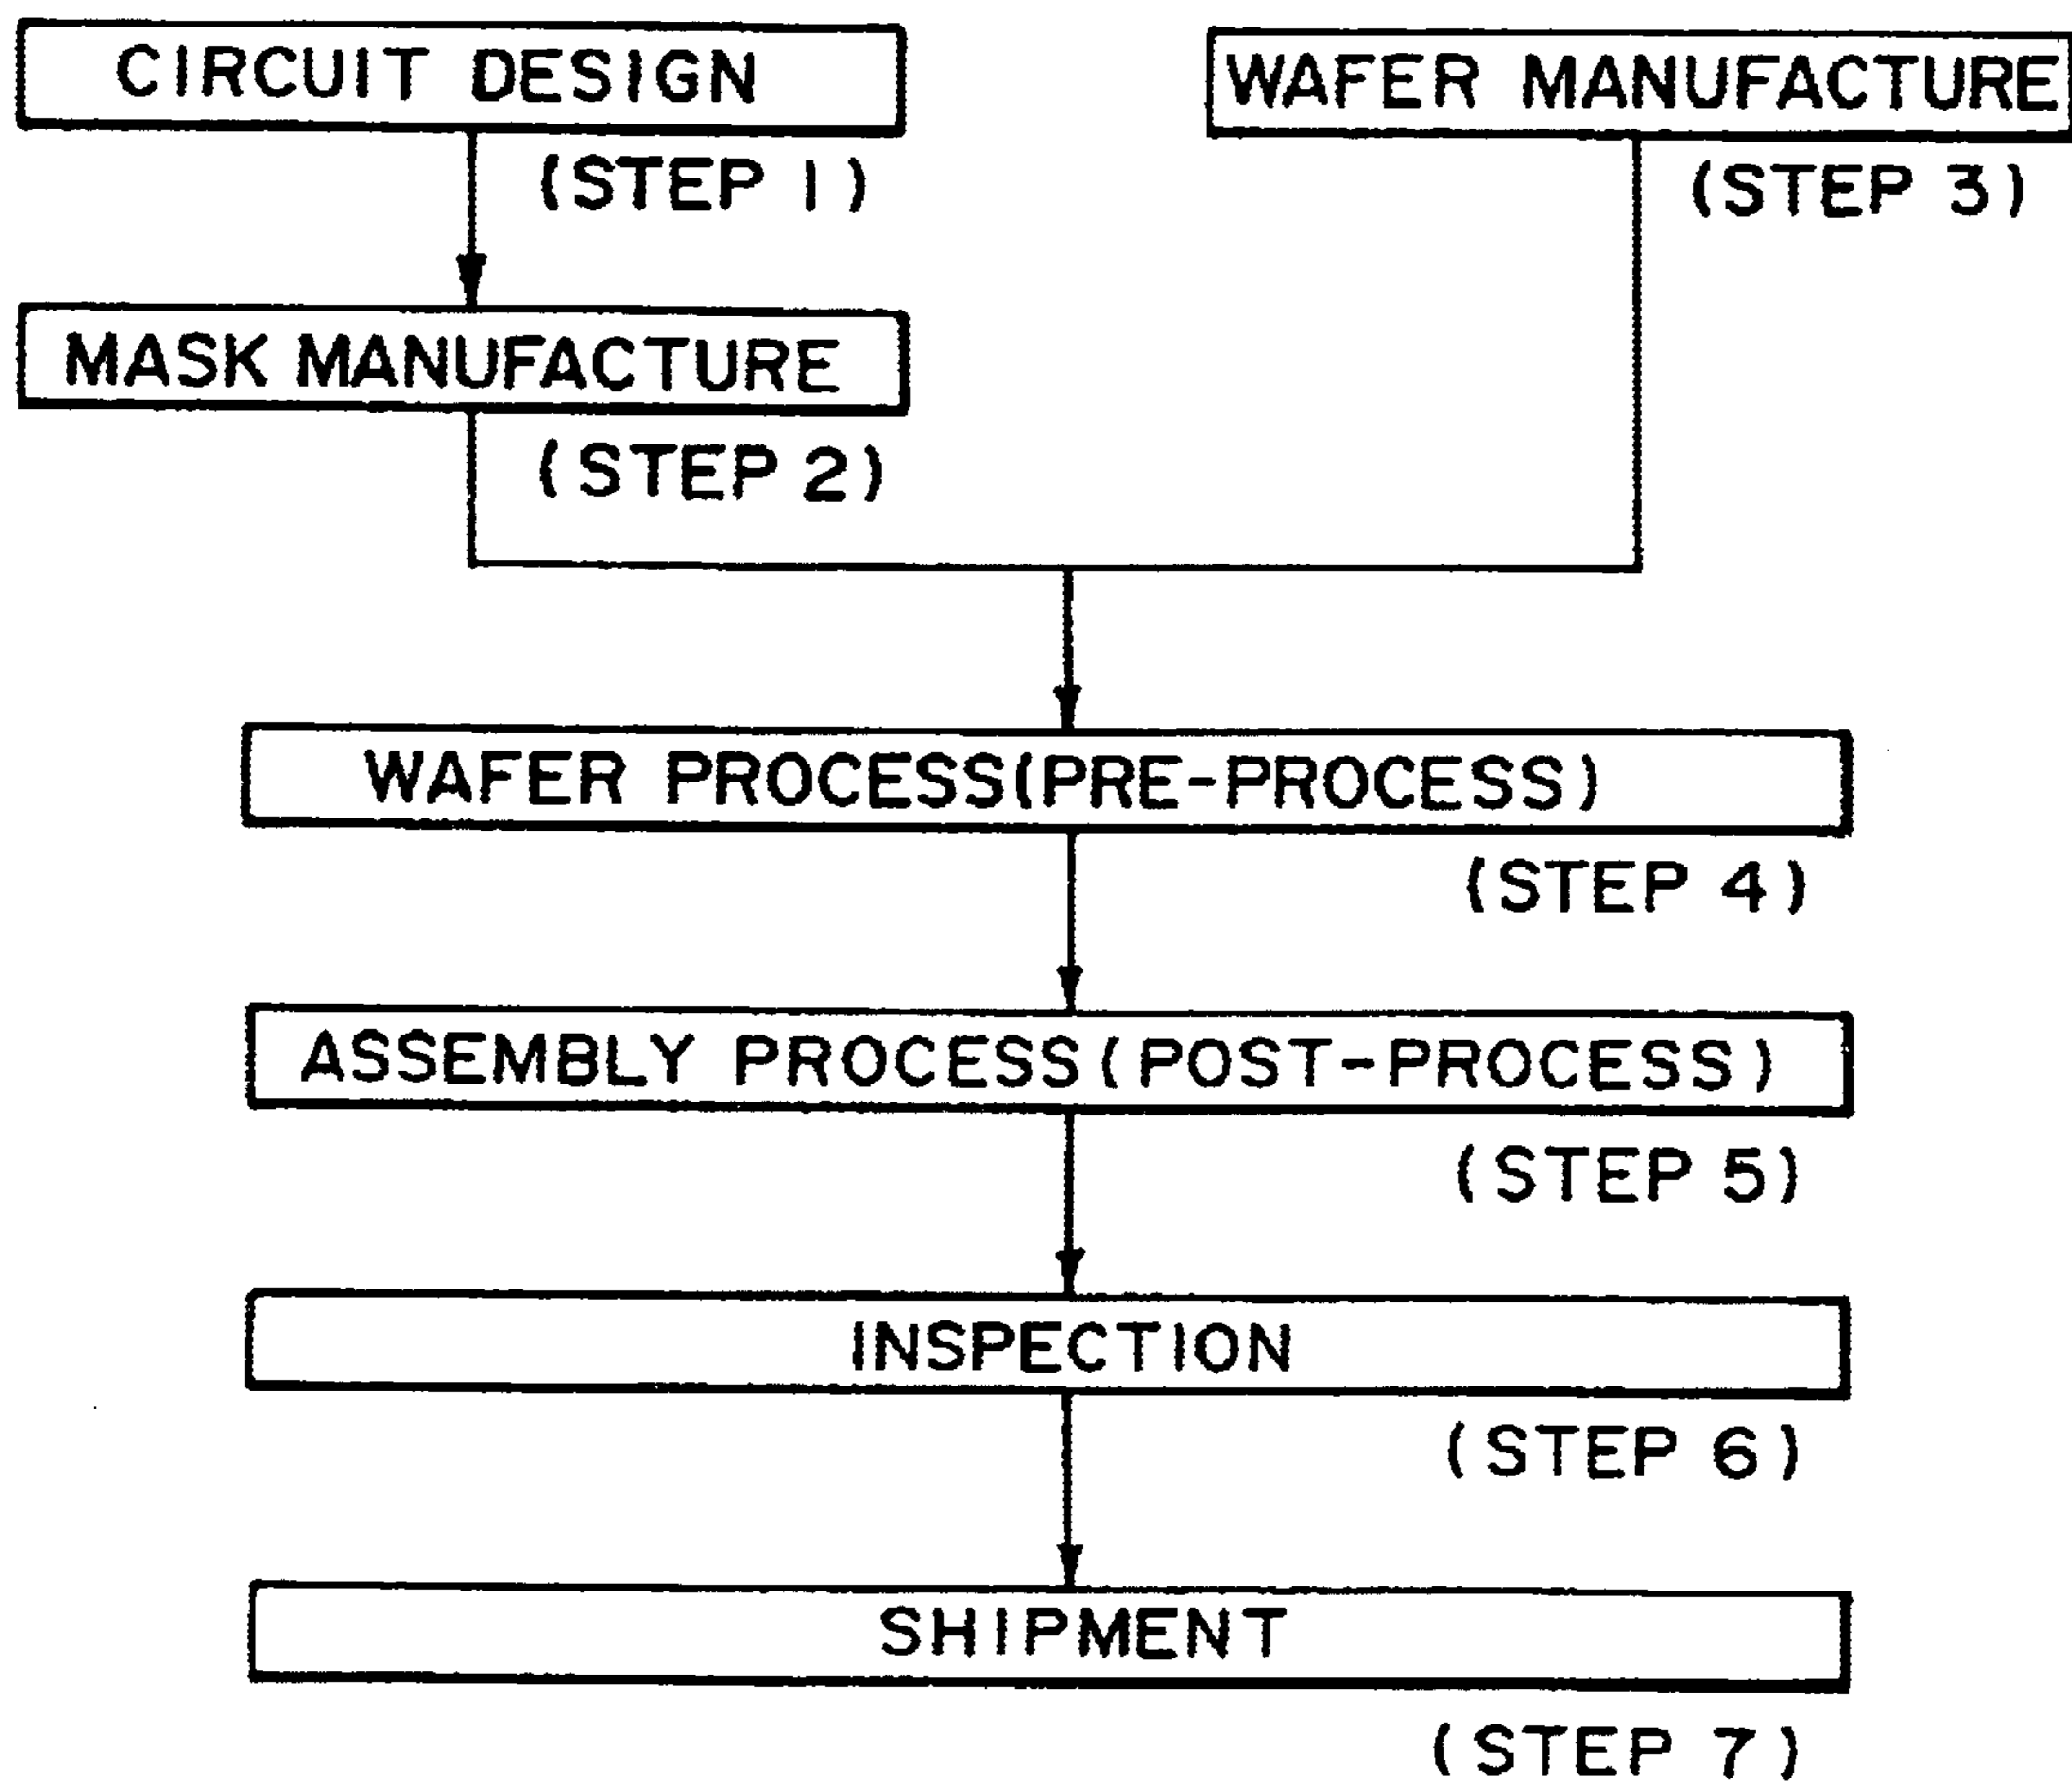 CIRCUIT DESIGN
(STEP 1)
WAFER MANUFACTURE
(STEP 3)
MASK MANUFACTURE
(STEP 2)
WAFER PROCESS(PRE-PROCESS)
(STEP 4)
ASSEMBLY PROCESS(POST-PROCESS)
(STEP 5)
INSPECTION
(STEP 6)
SHIPMENT
(STEP 7)